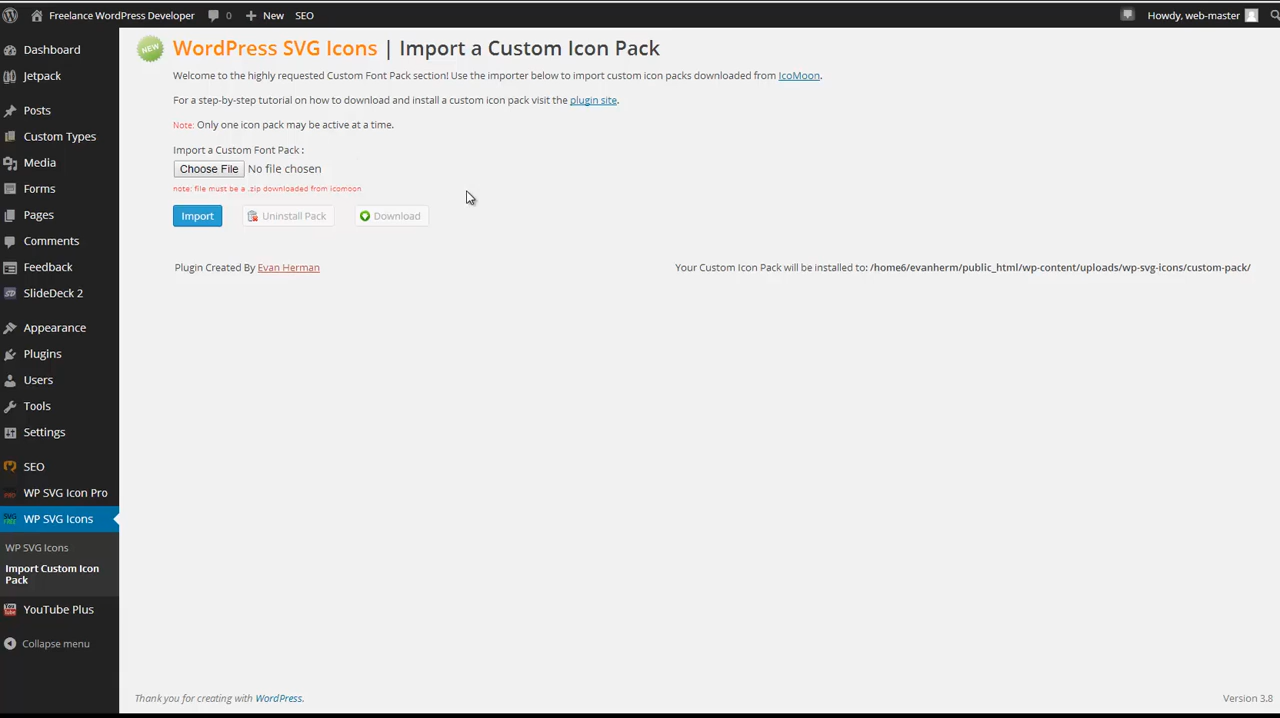 Freelance WordPress Developer 0 New SEO Howdy, web-master
Dashboard
Jetpack
Posts
Custom Types
Media
Forms
Pages
Comments
Feedback
SlideDeck 2
Appearance
Plugins
Users
Tools
Settings
SEO
WP SVG Icon Pro
WP SVG Icons
WP SVG Icons
Import Custom Icon
Pack
YouTube Plus
Collapse menu
NEW
WordPress SVG Icons | Import a Custom Icon Pack
Welcome to the highly requested Custom Font Pack section! Use the importer below to import custom icon packs downloaded from IcoMoon.
For a step-by-step tutorial on how to download and install a custom icon pack visit the plugin site.
Note: Only one icon pack may be active at a time.
Import a Custom Font Pack :
Choose File No file chosen
note: file must be a .zip downloaded from icomoon
Import Uninstall Pack Download
Plugin Created By Evan Herman Your Custom Icon Pack will be installed to: /home6/evanherm/public_html/wp-content/uploads/wp-svg-icons/custom-pack/
Thank you for creating with WordPress. Version 3.8